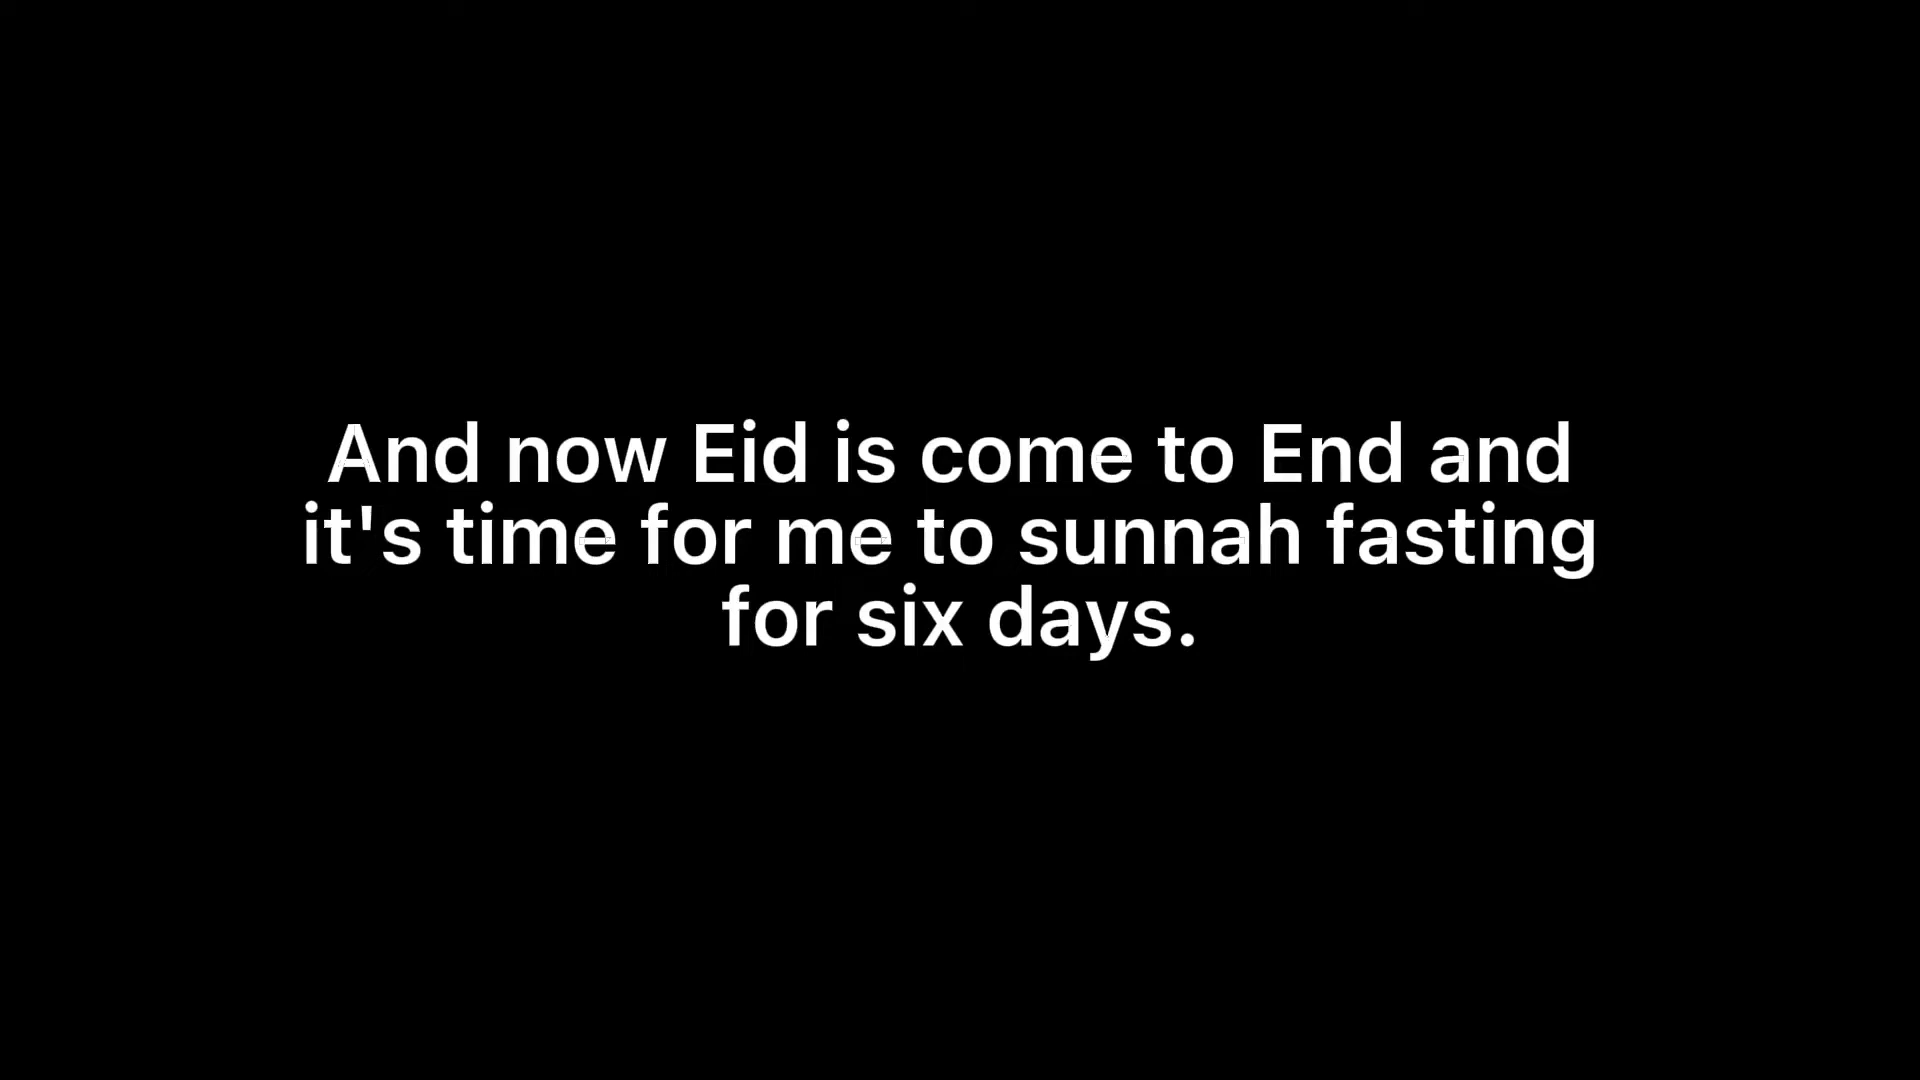 And now Eid is come to End and
it's time for me to sunnah fasting
for six days.